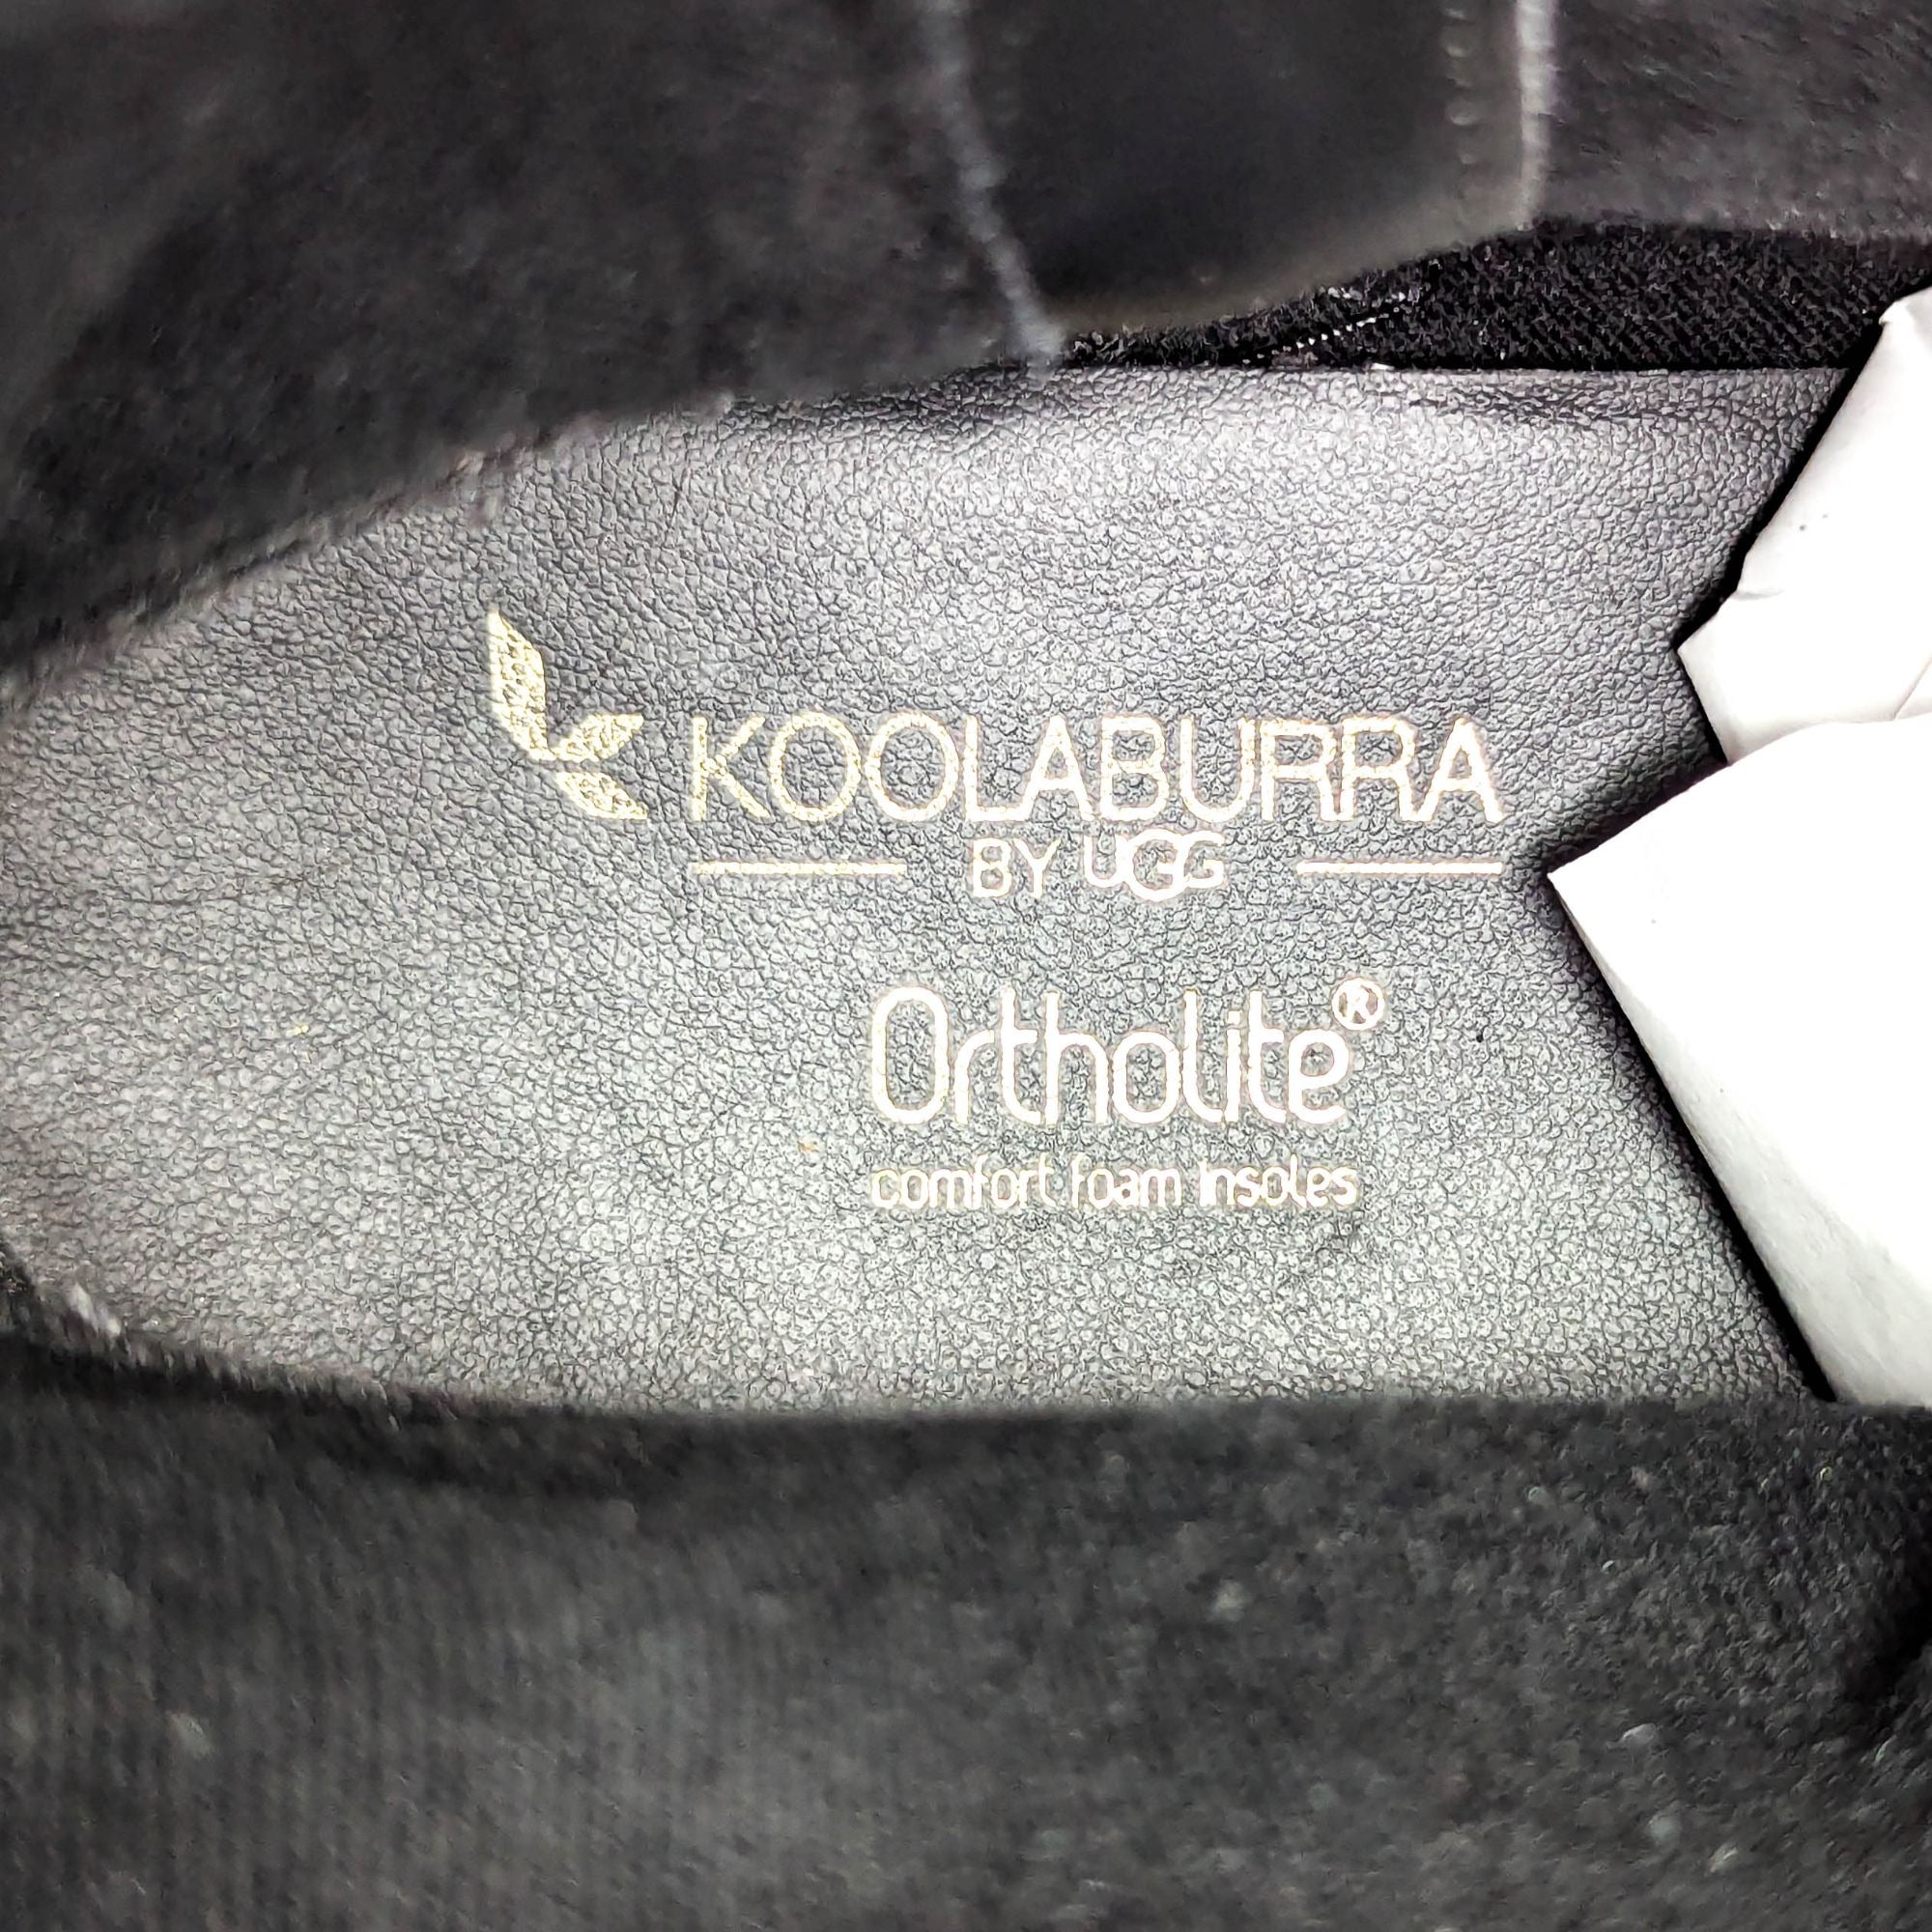 KOOLABURRA
BY UGG
Ortholite®
comfort foam insoles